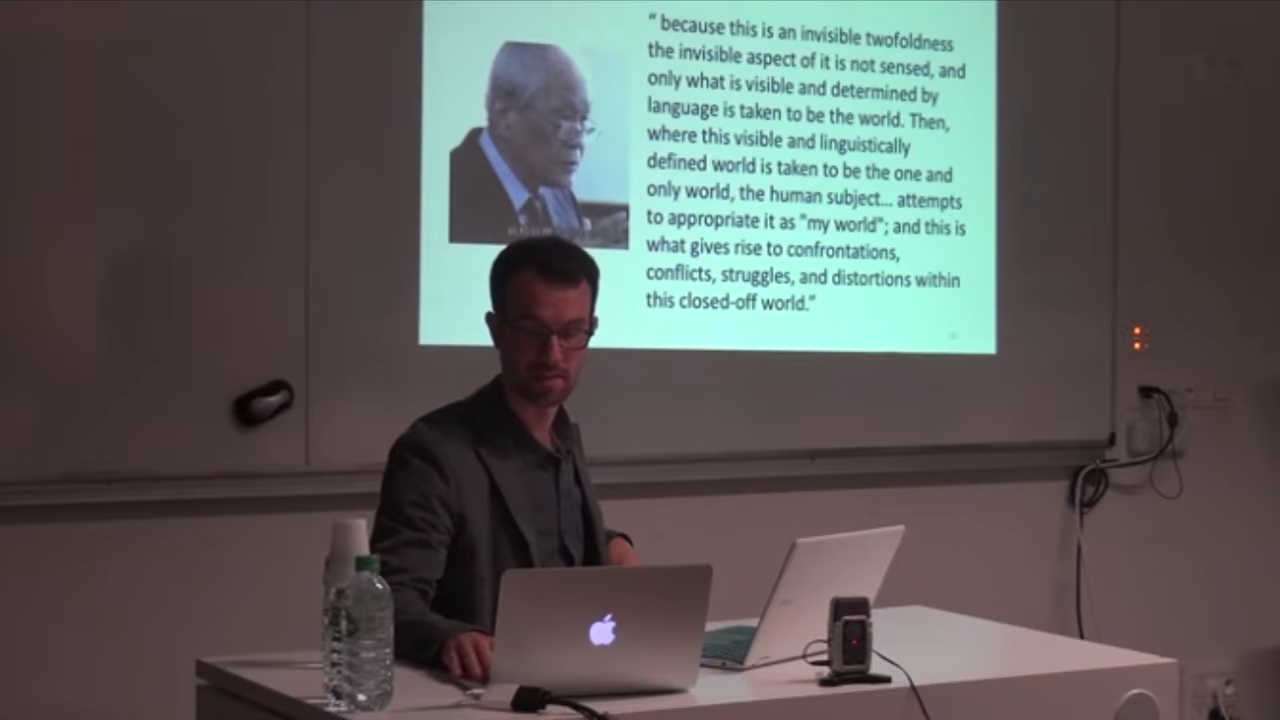 “ because this is an invisible twofoldness
the invisible aspect of it is not sensed, and
only what is visible and determined by
language is taken to be the world. Then,
where this visible and linguistically
defined world is taken to be the one and
only world, the human subject... attempts
to appropriate it as "my world"; and this is
what gives rise to confrontations,
conflicts, struggles, and distortions within
this closed-off world.”